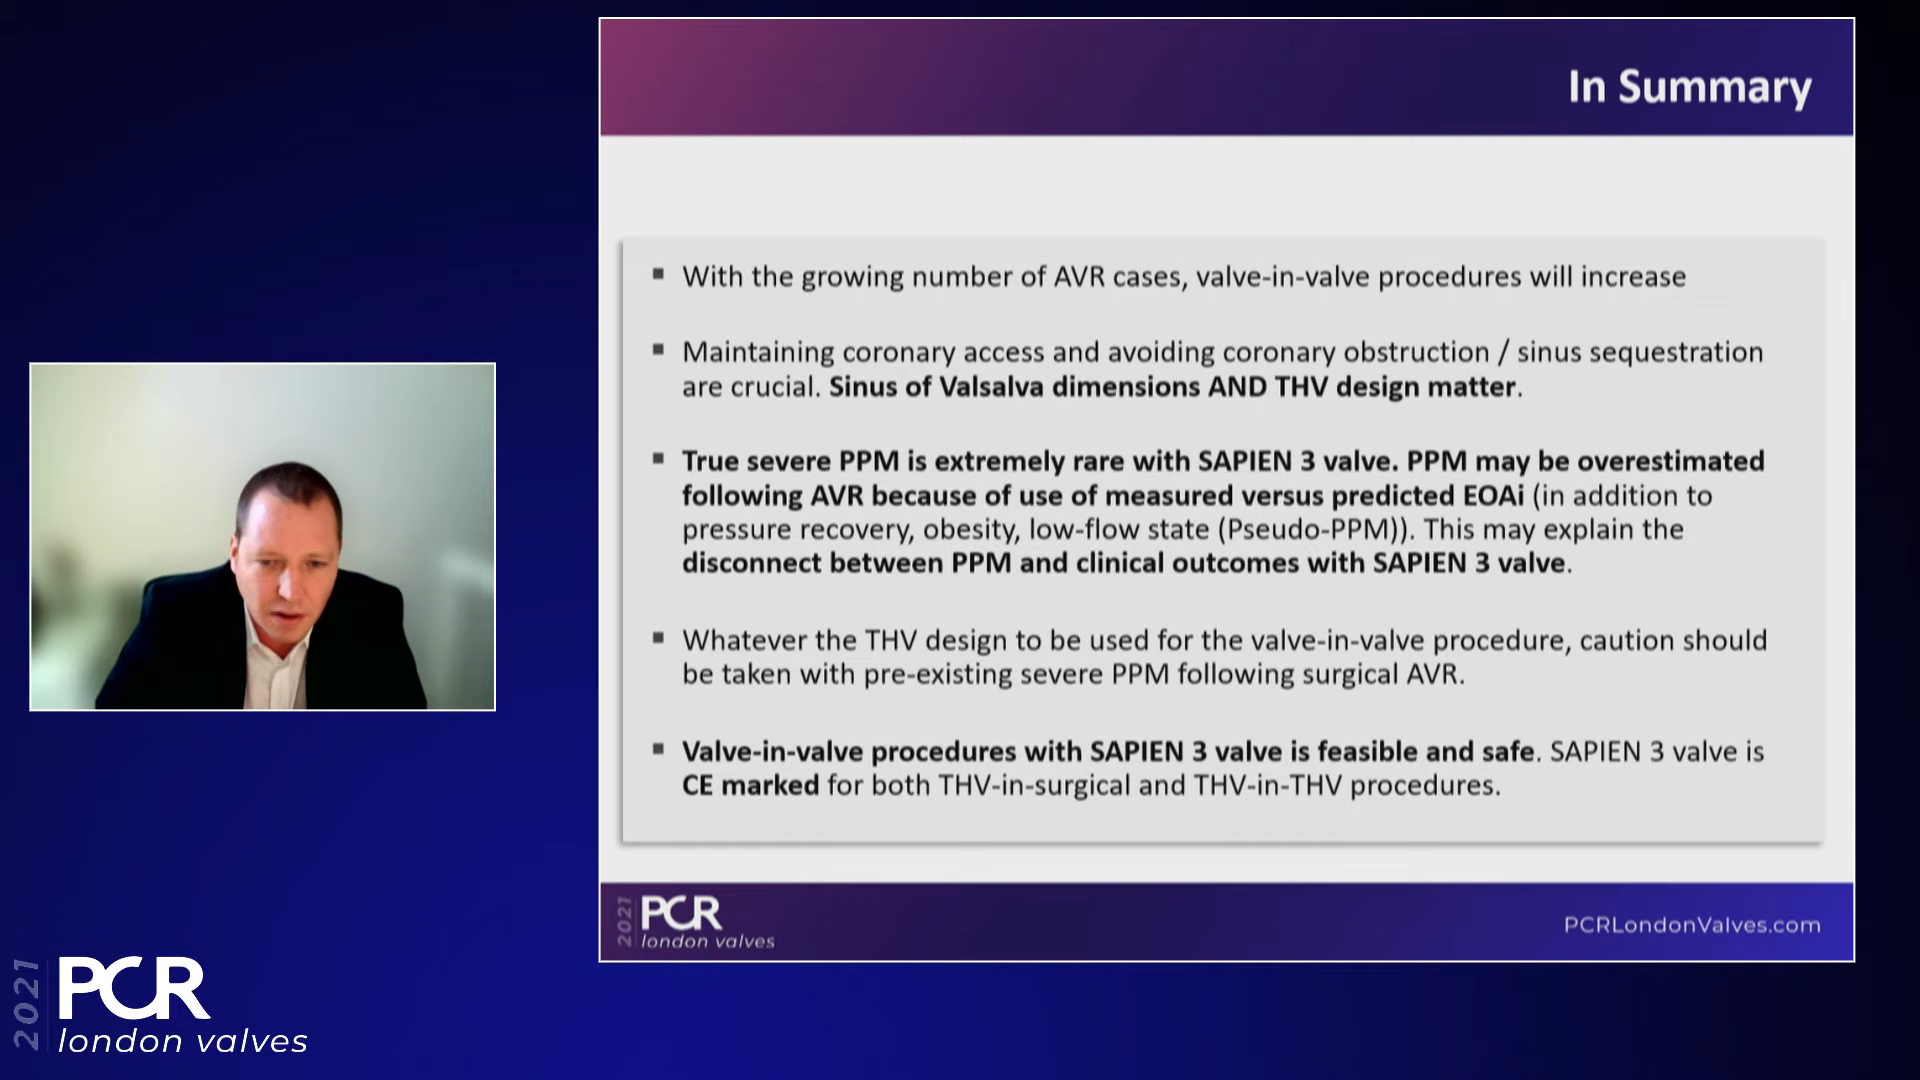 In Summary
With the growing number of AVR cases, valve-in-valve procedures will increase
Maintaining coronary access and avoiding coronary obstruction / sinus sequestration
are crucial. Sinus of Valsalva dimensions AND THV design matter.
True severe PPM is extremely rare with SAPIEN 3 valve. PPM may be overestimated
following AVR because of use of measured versus predicted EOAi (in addition to
pressure recovery, obesity, low-flow state (Pseudo-PPM)). This may explain the
disconnect between PPM and clinical outcomes with SAPIEN 3 valve.
Whatever the THV design to be used for the valve-in-valve procedure, caution should
be taken with pre-existing severe PPM following surgical AVR.
Valve-in-valve procedures with SAPIEN 3 valve is feasible and safe. SAPIEN 3 valve is
CE marked for both THV-in-surgical and THV-in-THV procedures.
2021
PCR
london valves
PCRLondonValves.com
2021
PCR
london valves